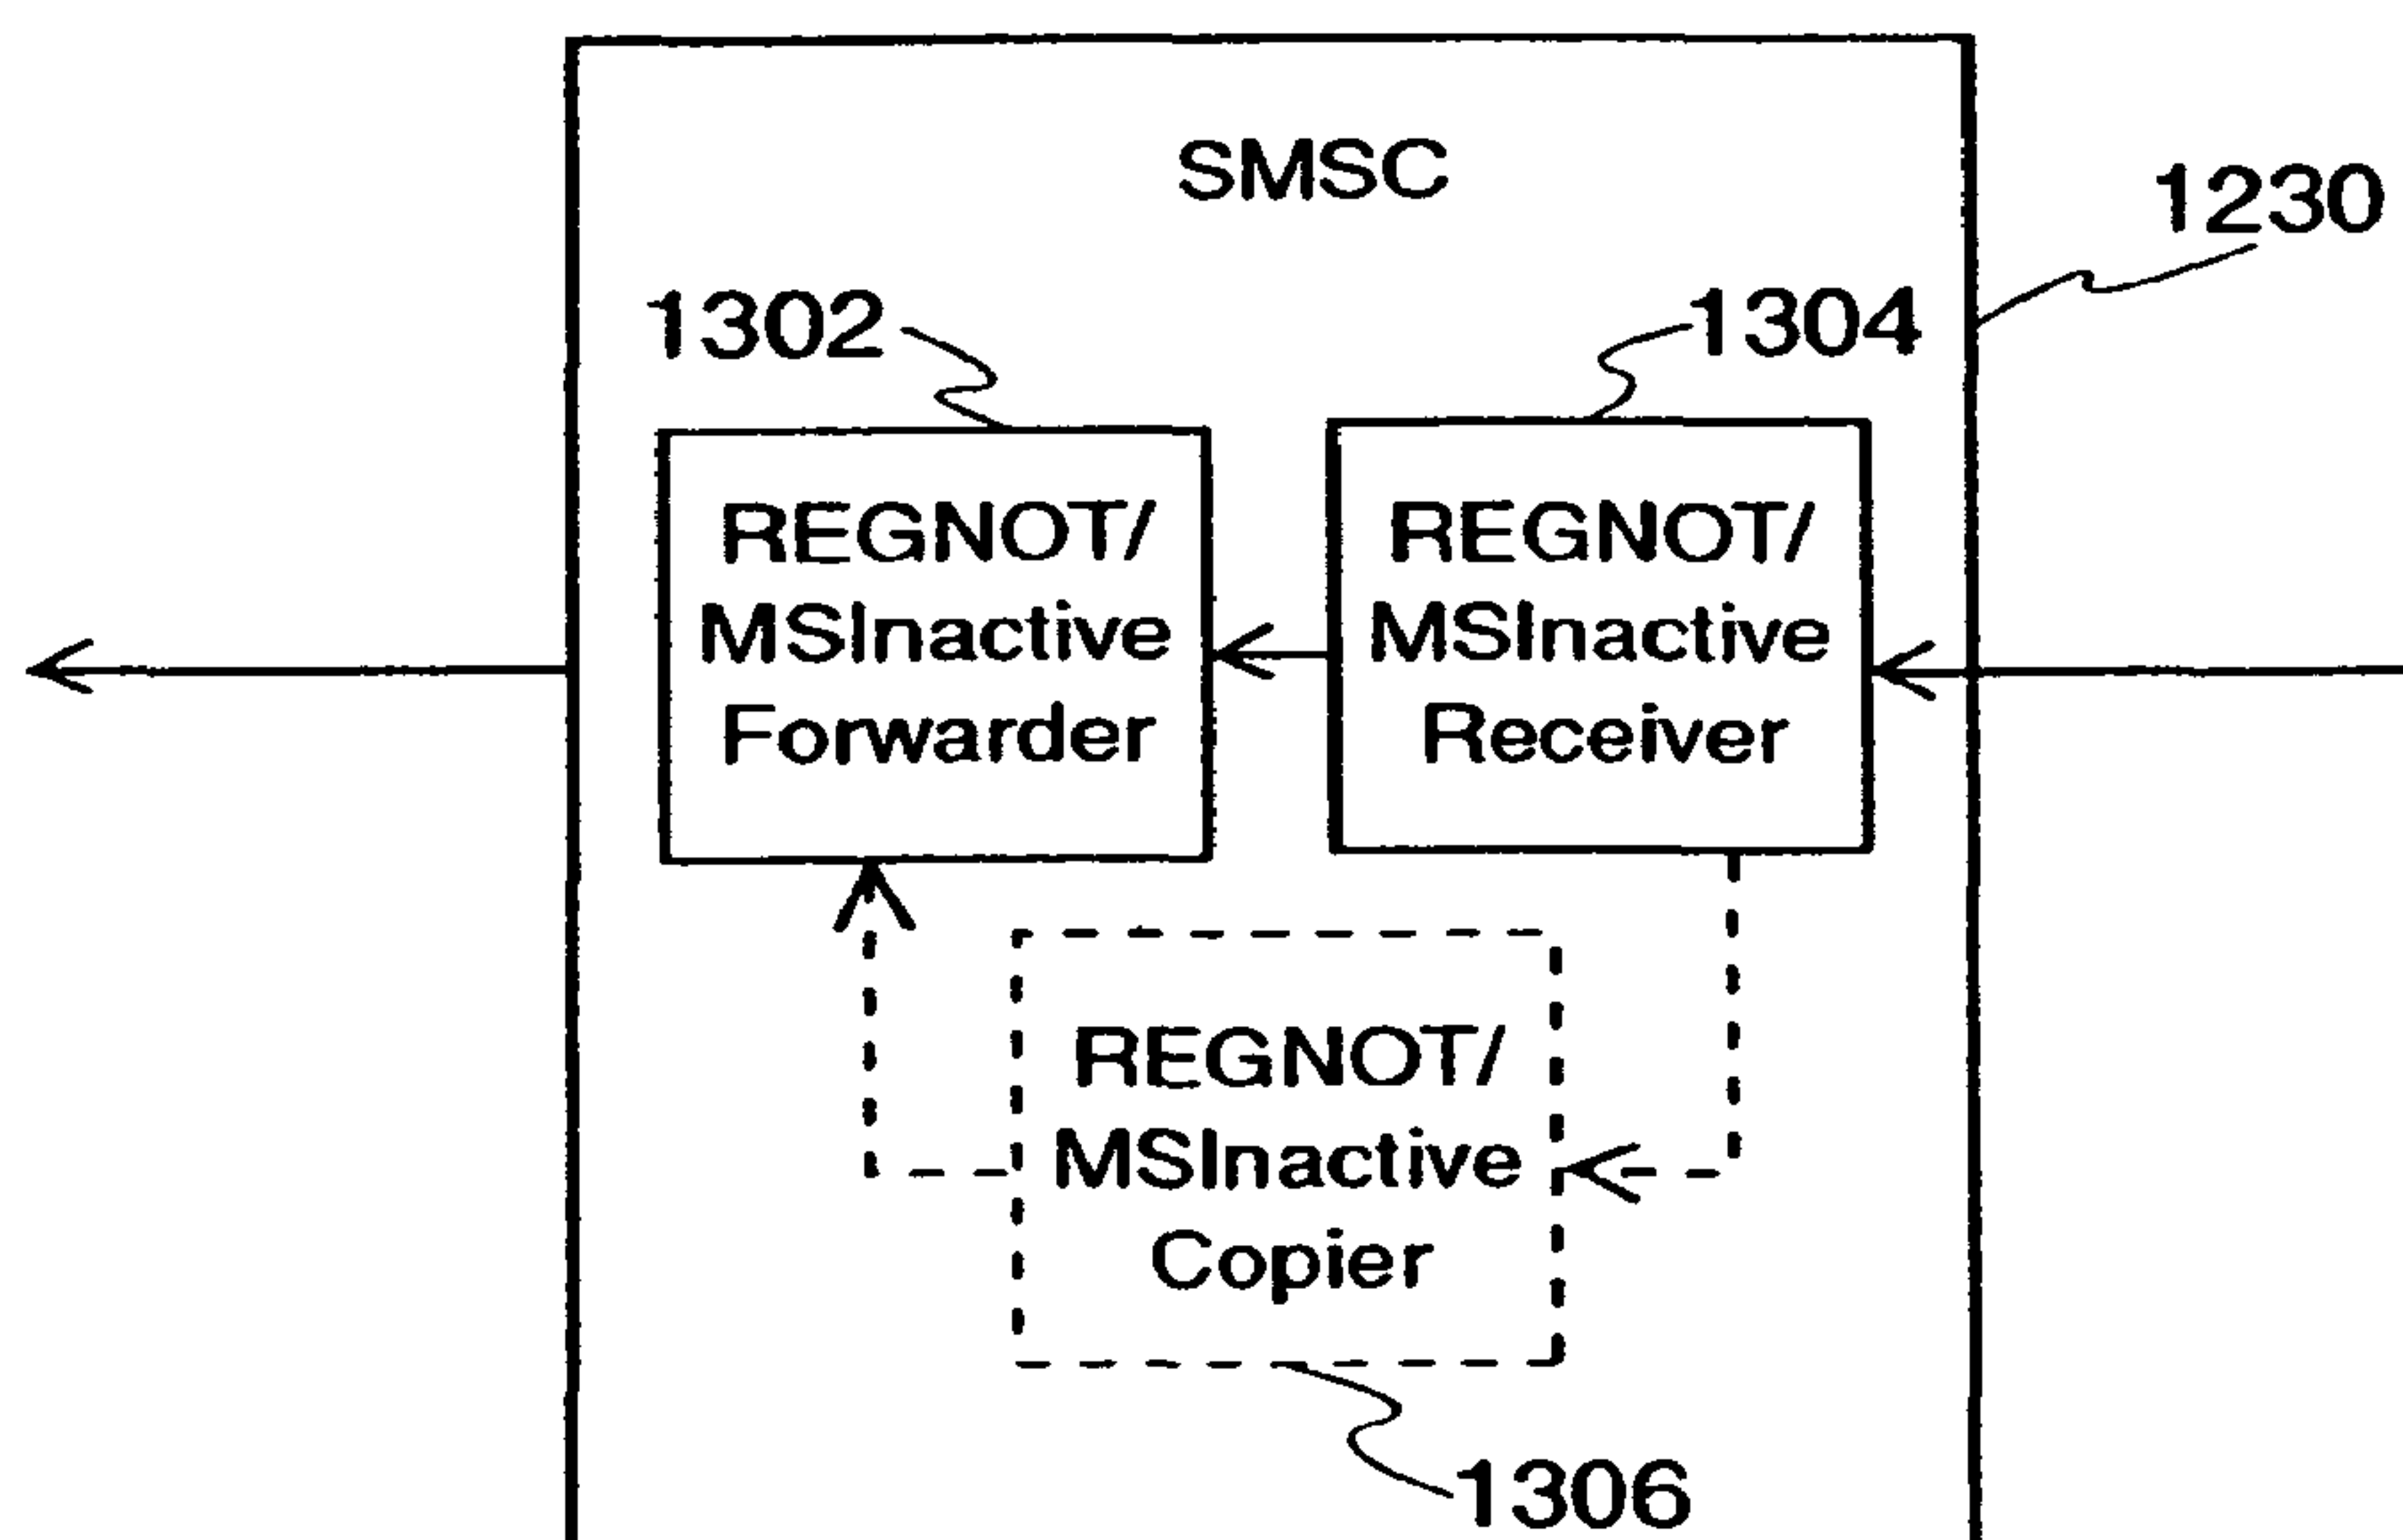 SMSC
1230
1302
1304
REGNOT/
MSInactive
Forwarder
REGNOT/
MSInactive
Receiver
REGNOT/
MSInactive
Copier
1306